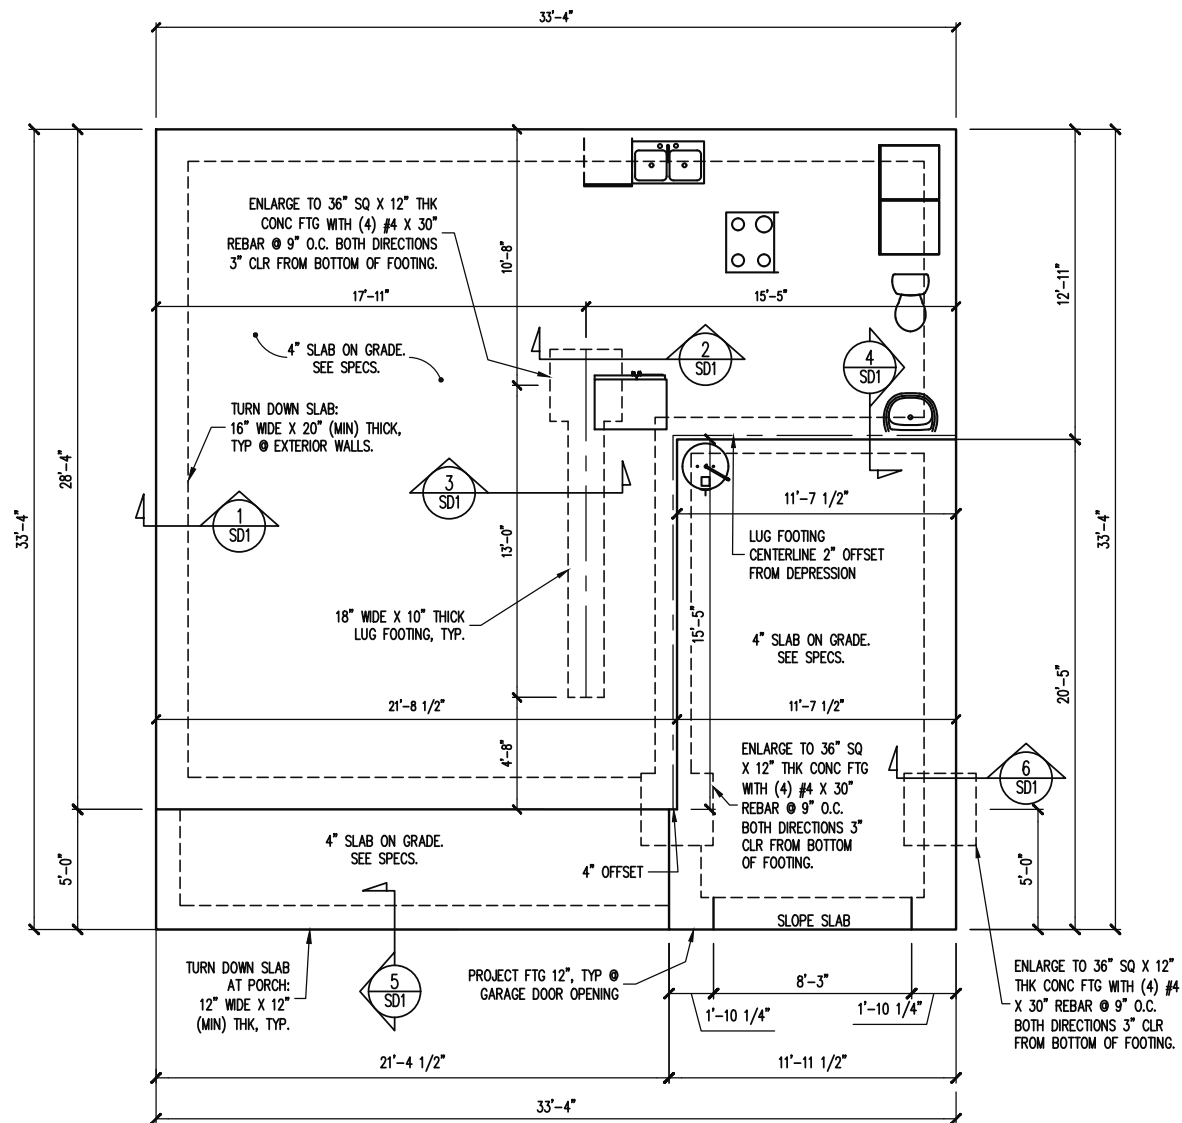 33'-4"
ENLARGE TO 36" SQ X 12" THK
CONC FTG WITH (4) #4 X 30"
REBAR @ 9" O.C. BOTH DIRECTIONS
3" CLR FROM BOTTOM OF FOOTING.
10'-8"
12'-11"
17'-11"
15'-5"
4" SLAB ON GRADE.
SEE SPECS.
2
SD1
4
SD1
TURN DOWN SLAB:
16" WIDE X 20" (MIN) THICK,
TYP @ EXTERIOR WALLS.
28'-4"
33'-4"
3
SD1
1
SD1
11'-7 1/2"
13'-0"
33'-4"
LUG FOOTING
CENTERLINE 2" OFFSET
FROM DEPRESSION
18" WIDE X 10" THICK
LUG FOOTING, TYP.
15'-5"
4" SLAB ON GRADE.
SEE SPECS.
20'-5"
21'-8 1/2"
11'-7 1/2"
4'-8"
ENLARGE TO 36" SQ
X 12" THK CONC FTG
WITH (4) #4 X 30"
REBAR @ 9" O.C.
BOTH DIRECTIONS 3"
CLR FROM BOTTOM
OF FOOTING.
6
SD1
4" SLAB ON GRADE.
SEE SPECS.
4" OFFSET
5'-0"
5'-0"
SLOPE SLAB
TURN DOWN SLAB
AT PORCH:
12" WIDE X 12"
(MIN) THK, TYP.
5
SD1
PROJECT FTG 12", TYP @
GARAGE DOOR OPENING
8'-3"
1'-10 1/4"
1'-10 1/4"
ENLARGE TO 36" SQ X 12"
THK CONC FTG WITH (4) #4
X 30" REBAR @ 9" O.C.
BOTH DIRECTIONS 3" CLR
FROM BOTTOM OF FOOTING.
21'-4 1/2"
11'-11 1/2"
33'-4"